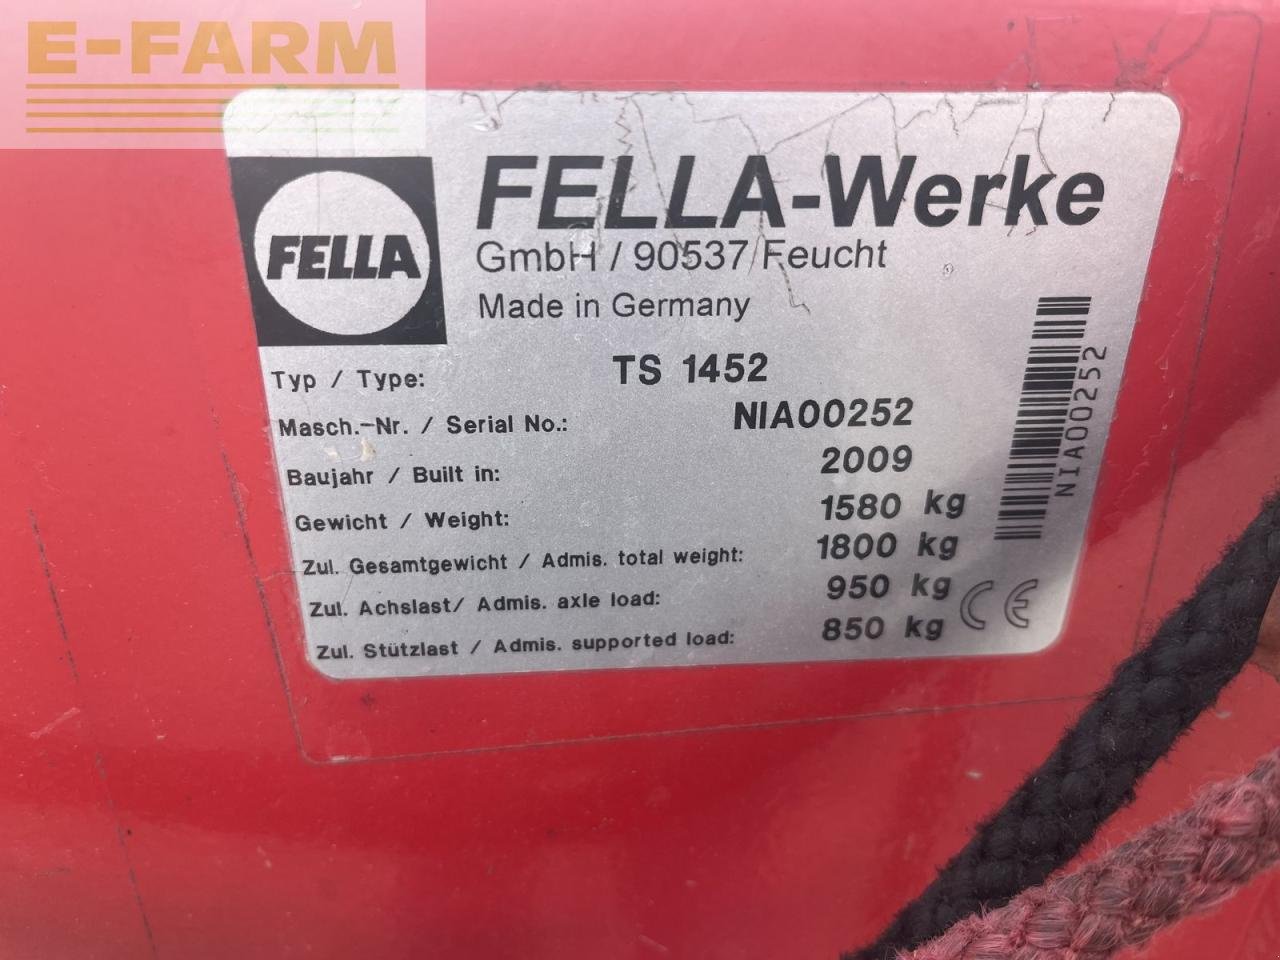 E-FARM
FELLA
FELLA-Werke
GmbH / 90537 Feucht
Made in Germany
Typ / Type: TS 1452
Masch.-Nr. / Serial No.: NIA00252
Baujahr / Built in: 2009
Gewicht / Weight: 1580 kg
Zul. Gesamtgewicht / Admis. total weight: 1800 kg
Zul. Achslast/ Admis. axle load: 950 kg
Zul. Stützlast / Admis. supported load: 850 kg
CE
NIA00252